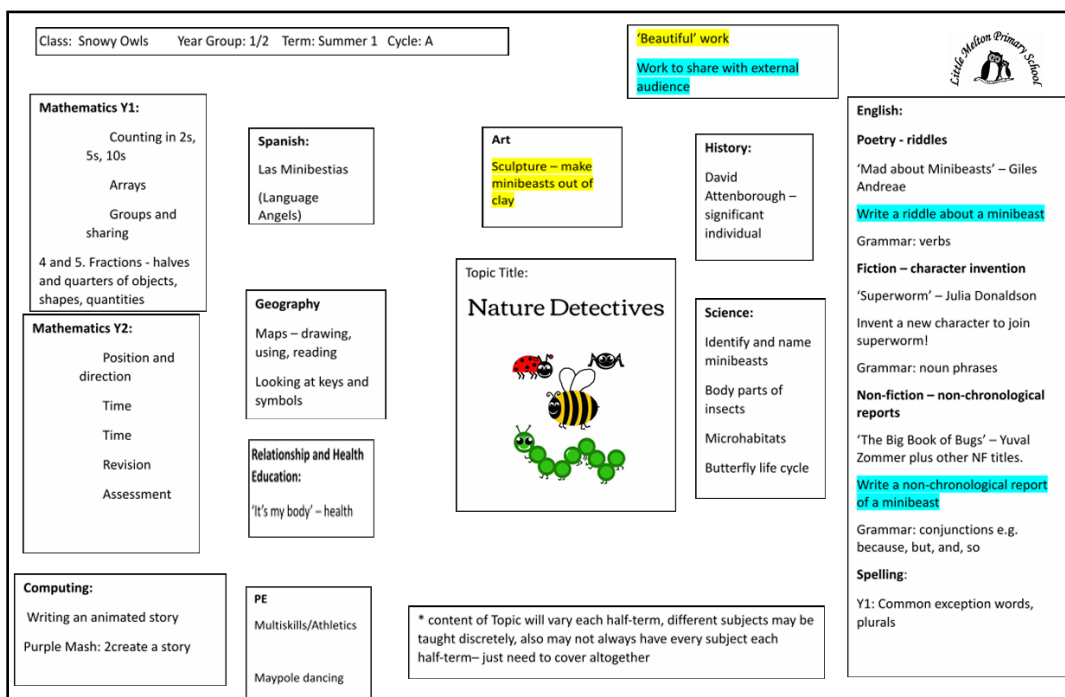 Class: Snowy Owls Year Group: 1/2 Term: Summer 1 Cycle: A
‘Beautiful’ work
Work to share with external
audience
Little Melton Primary School
Mathematics Y1:
Counting in 2s,
5s, 10s
Arrays
Groups and
sharing
4 and 5. Fractions - halves
and quarters of objects,
shapes, quantities
Mathematics Y2:
Position and
direction
Time
Time
Revision
Assessment
Computing:
Writing an animated story
Purple Mash: 2create a story
Spanish:
Las Minibestias
(Language
Angels)
Geography
Maps – drawing,
using, reading
Looking at keys and
symbols
Relationship and Health
Education:
‘It’s my body’ – health
PE
Multiskills/Athletics
Maypole dancing
Art
Sculpture – make
minibeasts out of
clay
Topic Title:
Nature Detectives
* content of Topic will vary each half-term, different subjects may be
taught discretely, also may not always have every subject each
half-term– just need to cover altogether
History:
David
Attenborough –
significant
individual
Science:
Identify and name
minibeasts
Body parts of
insects
Microhabitats
Butterfly life cycle
English:
Poetry - riddles
‘Mad about Minibeasts’ – Giles
Andreae
Write a riddle about a minibeast
Grammar: verbs
Fiction – character invention
‘Superworm’ – Julia Donaldson
Invent a new character to join
superworm!
Grammar: noun phrases
Non-fiction – non-chronological
reports
‘The Big Book of Bugs’ – Yuval
Zommer plus other NF titles.
Write a non-chronological report
of a minibeast
Grammar: conjunctions e.g.
because, but, and, so
Spelling:
Y1: Common exception words,
plurals